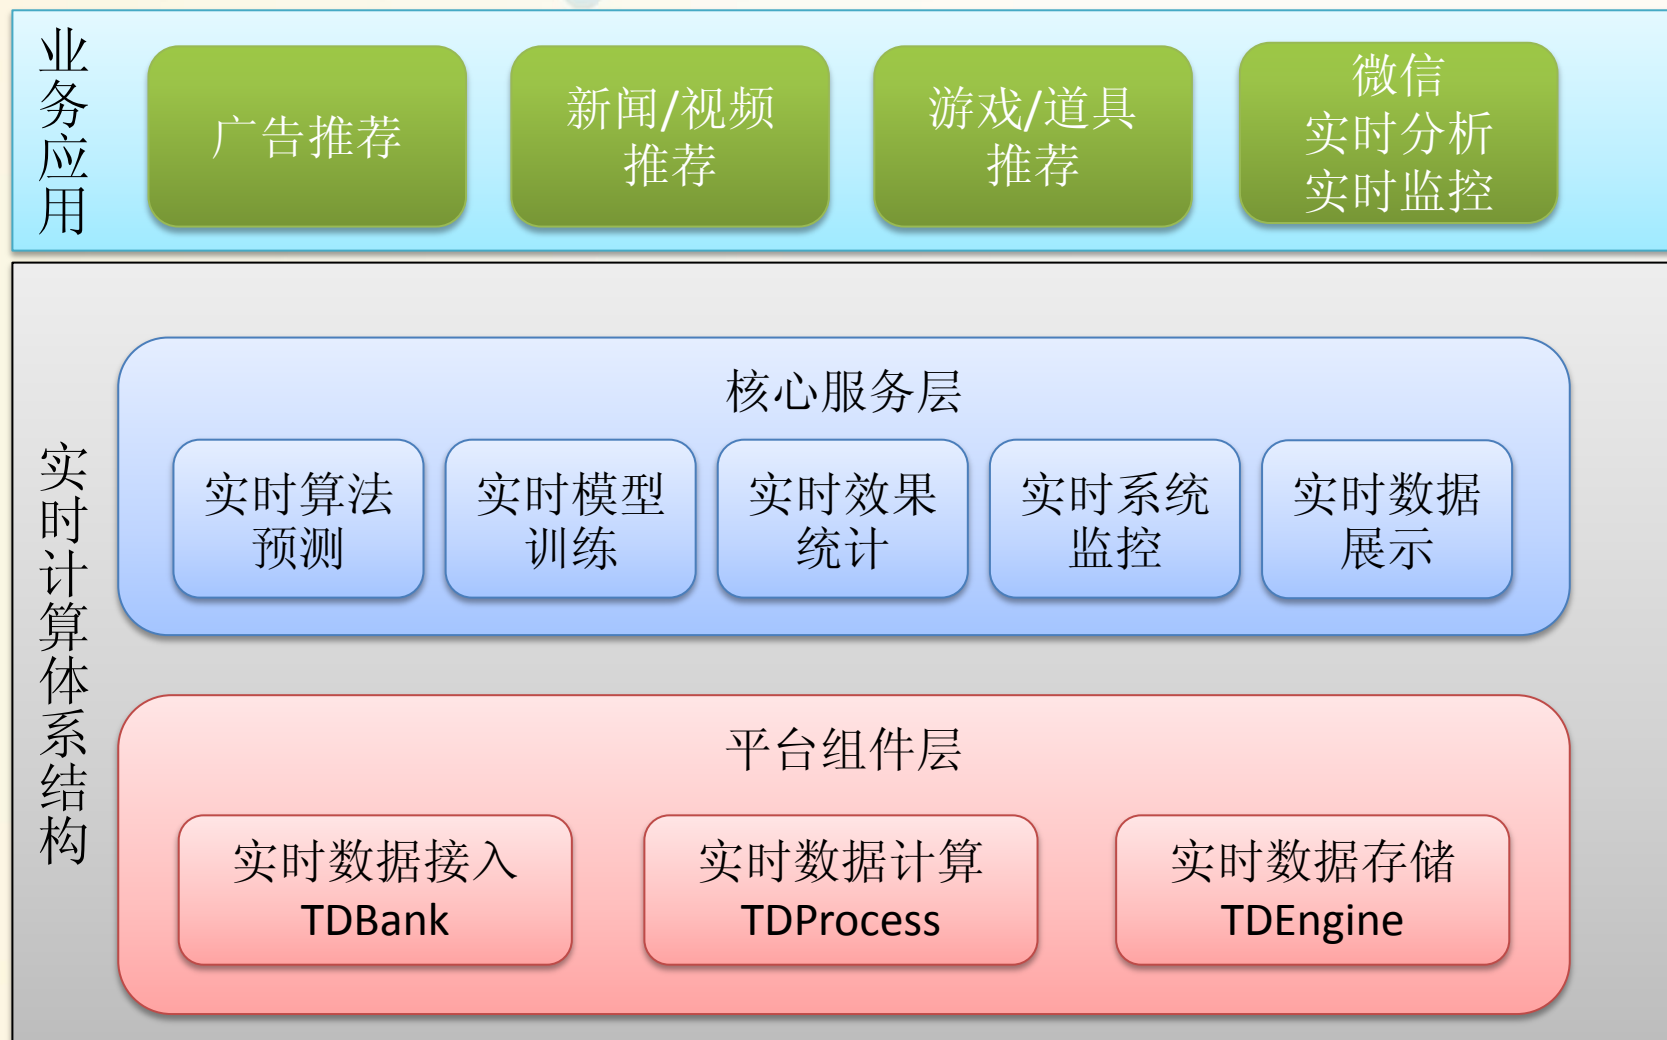 业务应用
广告推荐
新闻/视频
推荐
游戏/道具
推荐
微信
实时分析
实时监控
实时计算体系结构
核心服务层
实时算法
预测
实时模型
训练
实时效果
统计
实时系统
监控
实时数据
展示
平台组件层
实时数据接入
TDBank
实时数据计算
TDProcess
实时数据存储
TDEngine